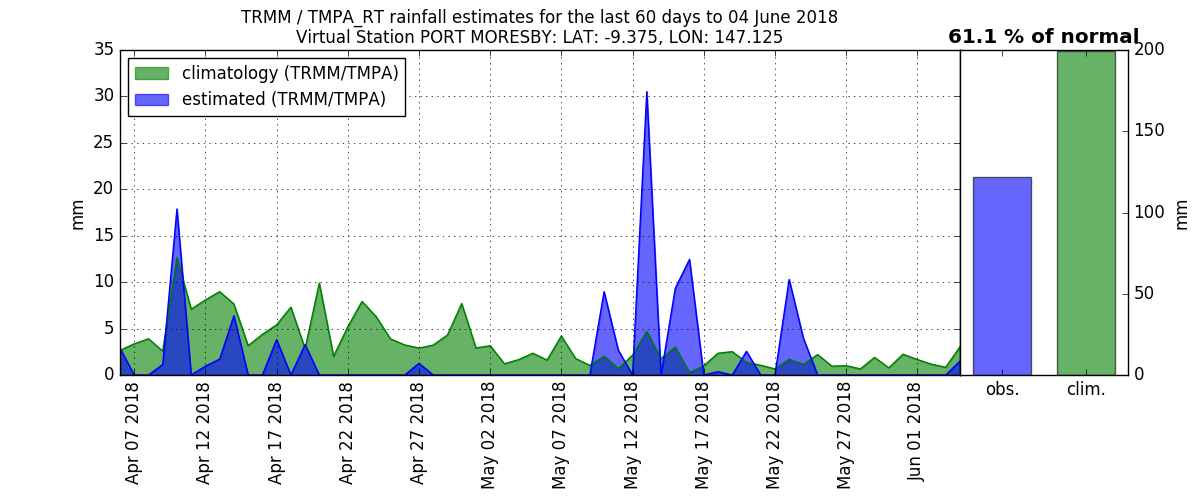 TRMM / TMPA_RT rainfall estimates for the last 60 days to 04 June 2018
Virtual Station PORT MORESBY: LAT: -9.375, LON: 147.125
61.1 % of normal
climatology (TRMM/TMPA)
estimated (TRMM/TMPA)
35
30
25
20
15
10
5
0
mm
Apr 07 2018
Apr 12 2018
Apr 17 2018
Apr 22 2018
Apr 27 2018
May 02 2018
May 07 2018
May 12 2018
May 17 2018
May 22 2018
May 27 2018
Jun 01 2018
obs.
clim.
200
150
100
50
0
mm